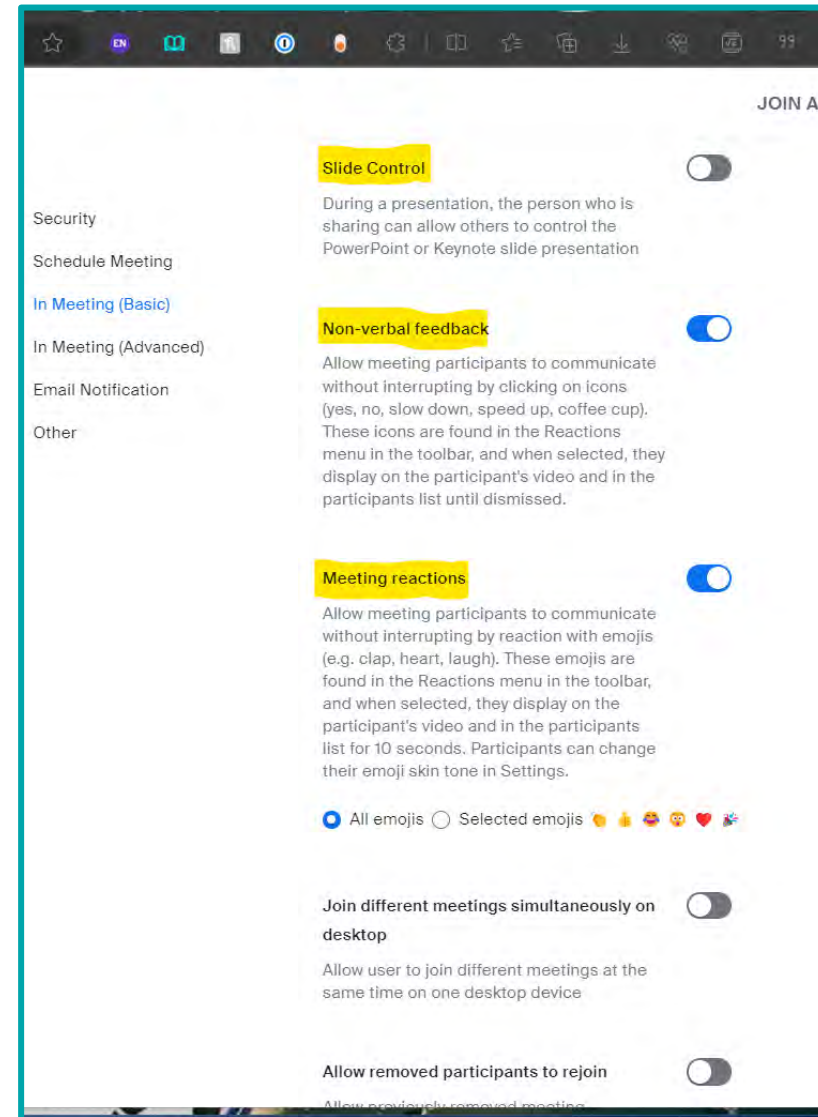 EN
99
JOIN A
Security
Schedule Meeting
In Meeting (Basic)
In Meeting (Advanced)
Email Notification
Other
Slide Control
During a presentation, the person who is
sharing can allow others to control the
PowerPoint or Keynote slide presentation
Non-verbal feedback
Allow meeting participants to communicate
without interrupting by clicking on icons
(yes, no, slow down, speed up, coffee cup).
These icons are found in the Reactions
menu in the toolbar, and when selected, they
display on the participant's video and in the
participants list until dismissed.
Meeting reactions
Allow meeting participants to communicate
without interrupting by reaction with emojis
(e.g. clap, heart, laugh). These emojis are
found in the Reactions menu in the toolbar,
and when selected, they display on the
participant's video and in the participants
list for 10 seconds. Participants can change
their emoji skin tone in Settings.
All emojis Selected emojis 👏 👍 😂 😯 ❤️ 🎉
Join different meetings simultaneously on
desktop
Allow user to join different meetings at the
same time on one desktop device
Allow removed participants to rejoin
Allow previously removed meeting